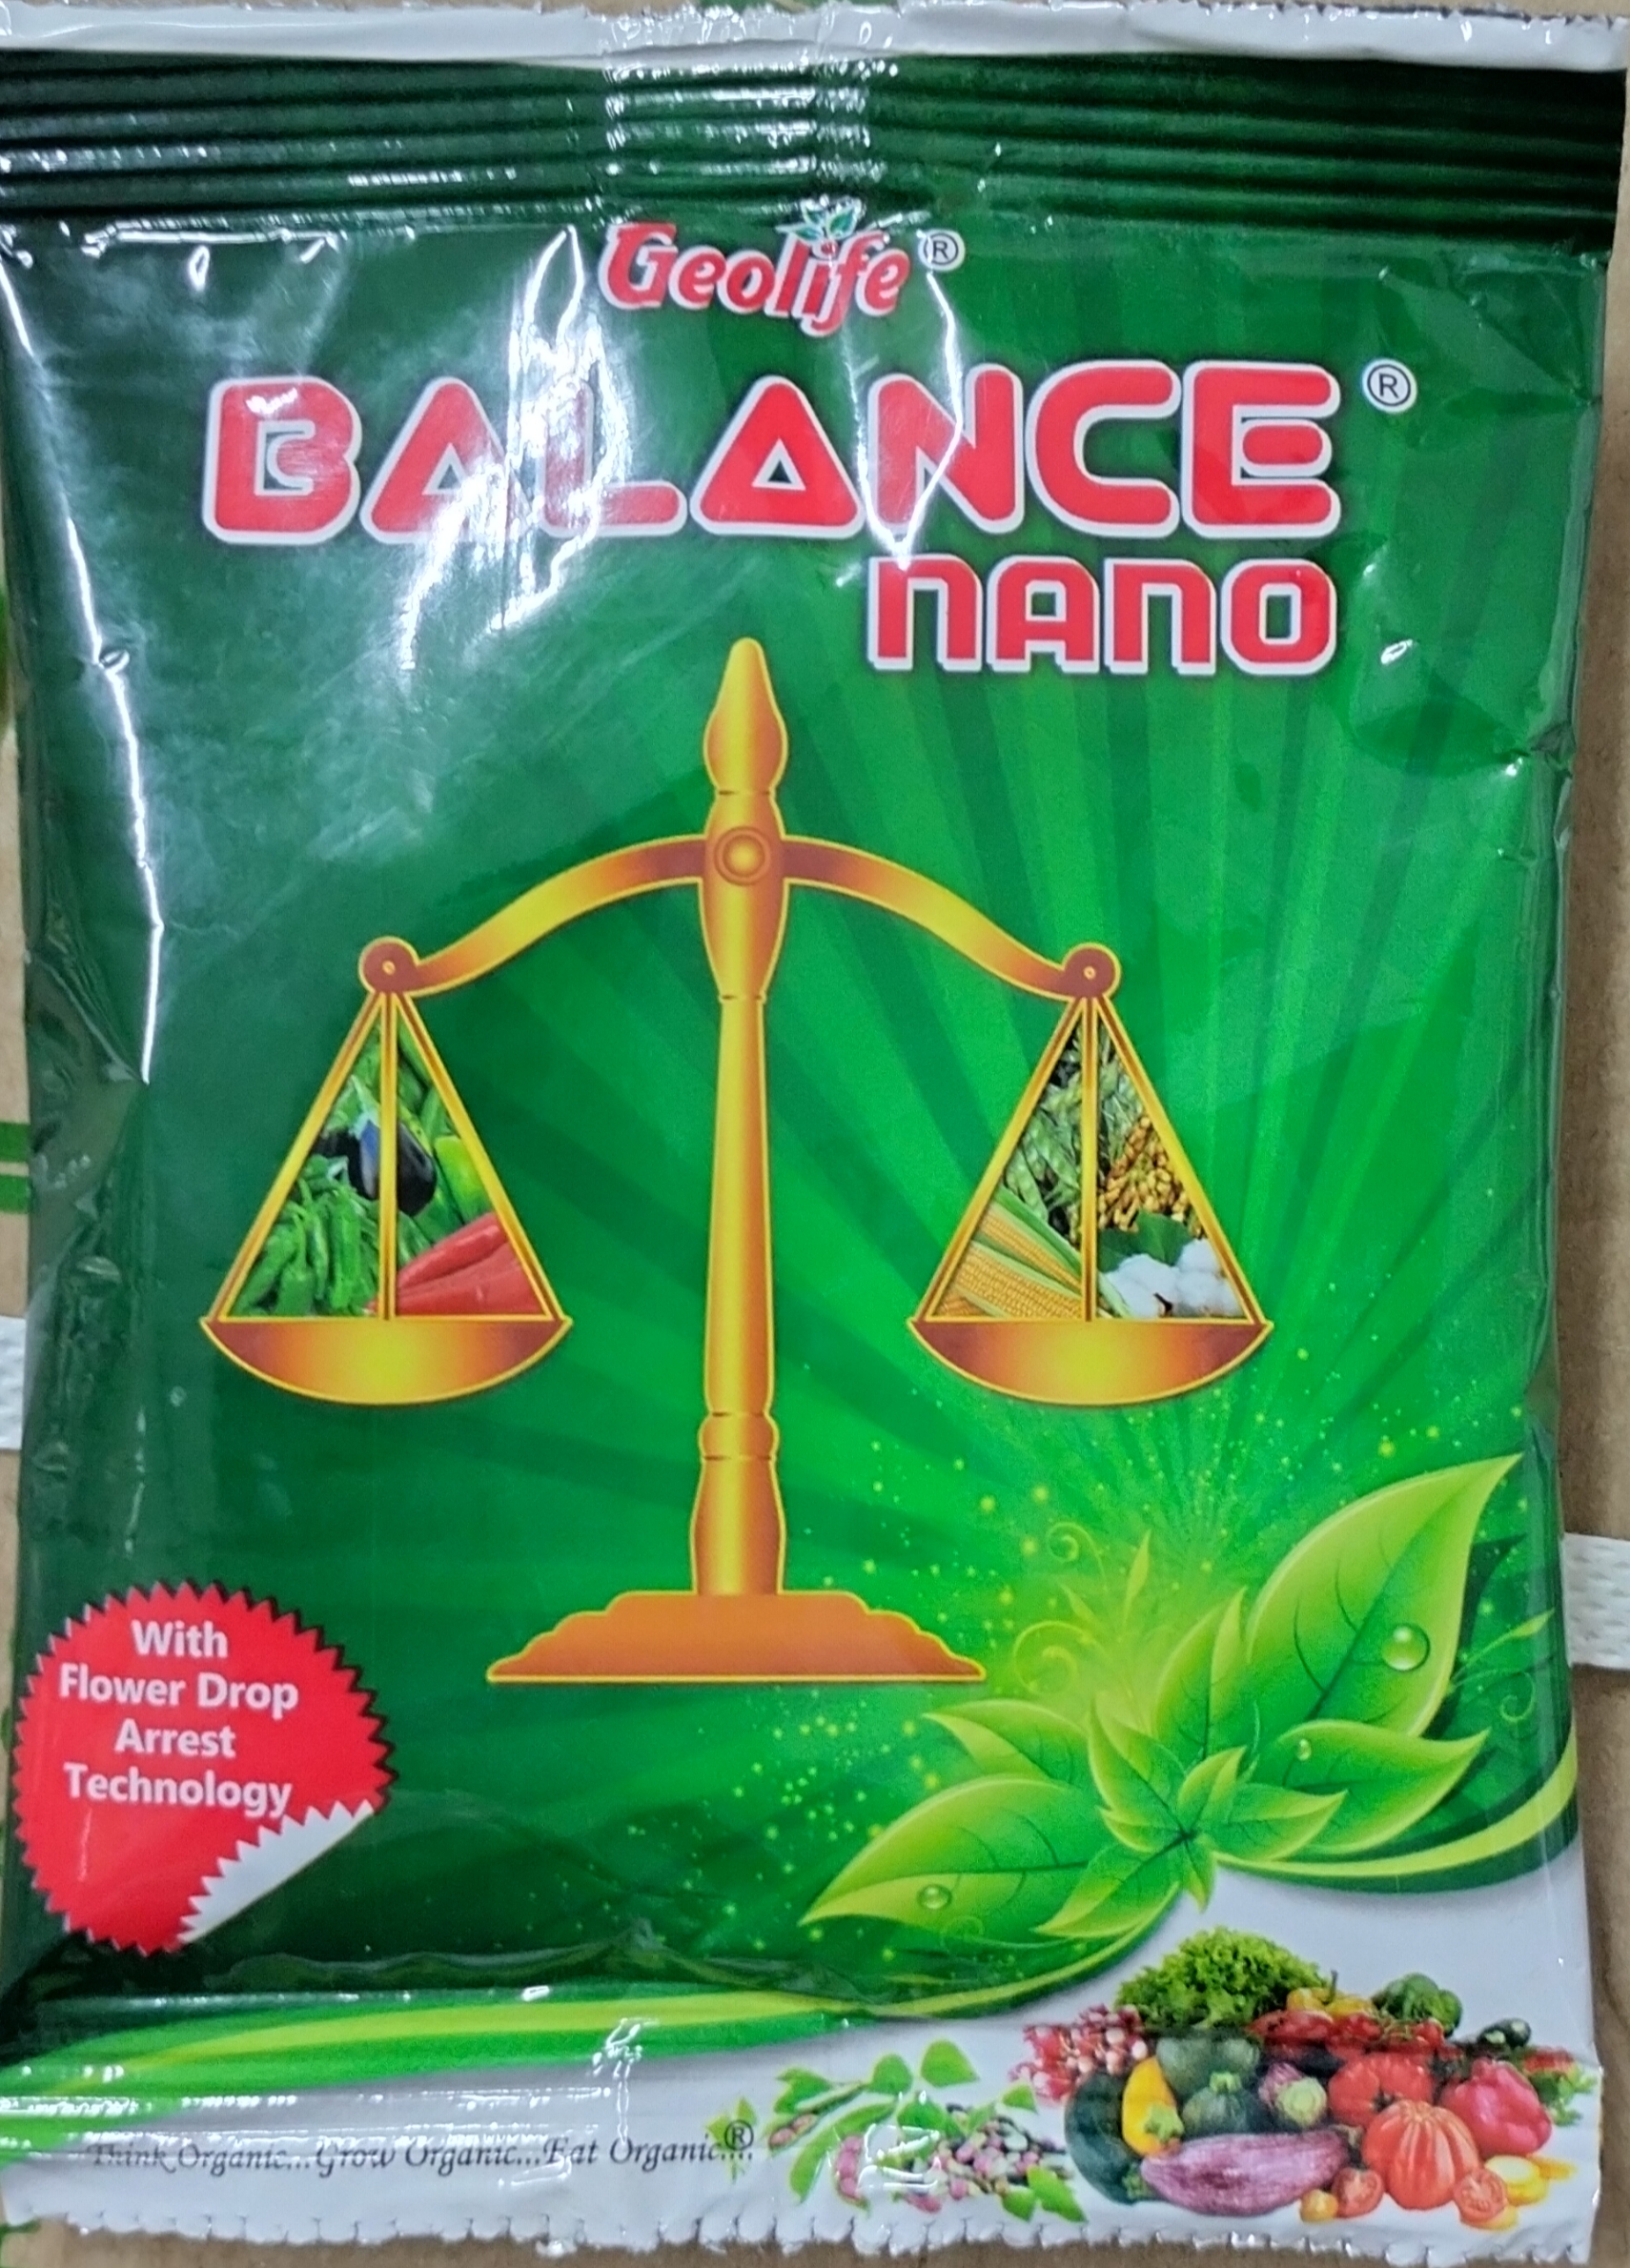 Geolife®
BALANCE®
NANO
With
Flower Drop
Arrest
Technology
Think Organic...Grow Organic...Eat Organic....®